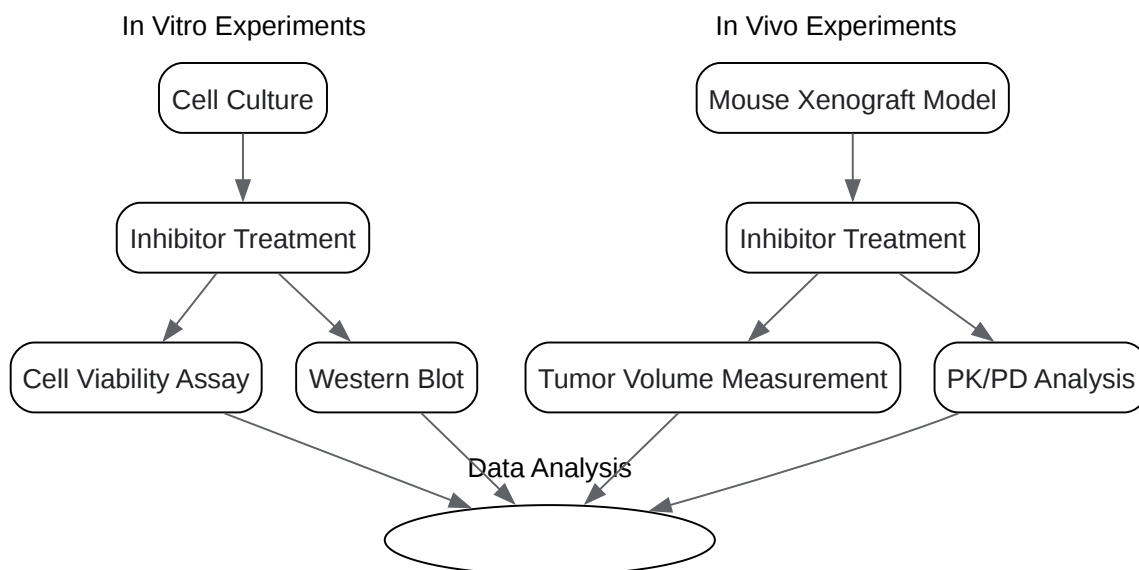 In Vitro Experiments
In Vivo Experiments
Cell Culture
Mouse Xenograft Model
Inhibitor Treatment
Inhibitor Treatment
Cell Viability Assay
Western Blot
Tumor Volume Measurement
PK/PD Analysis
Data Analysis